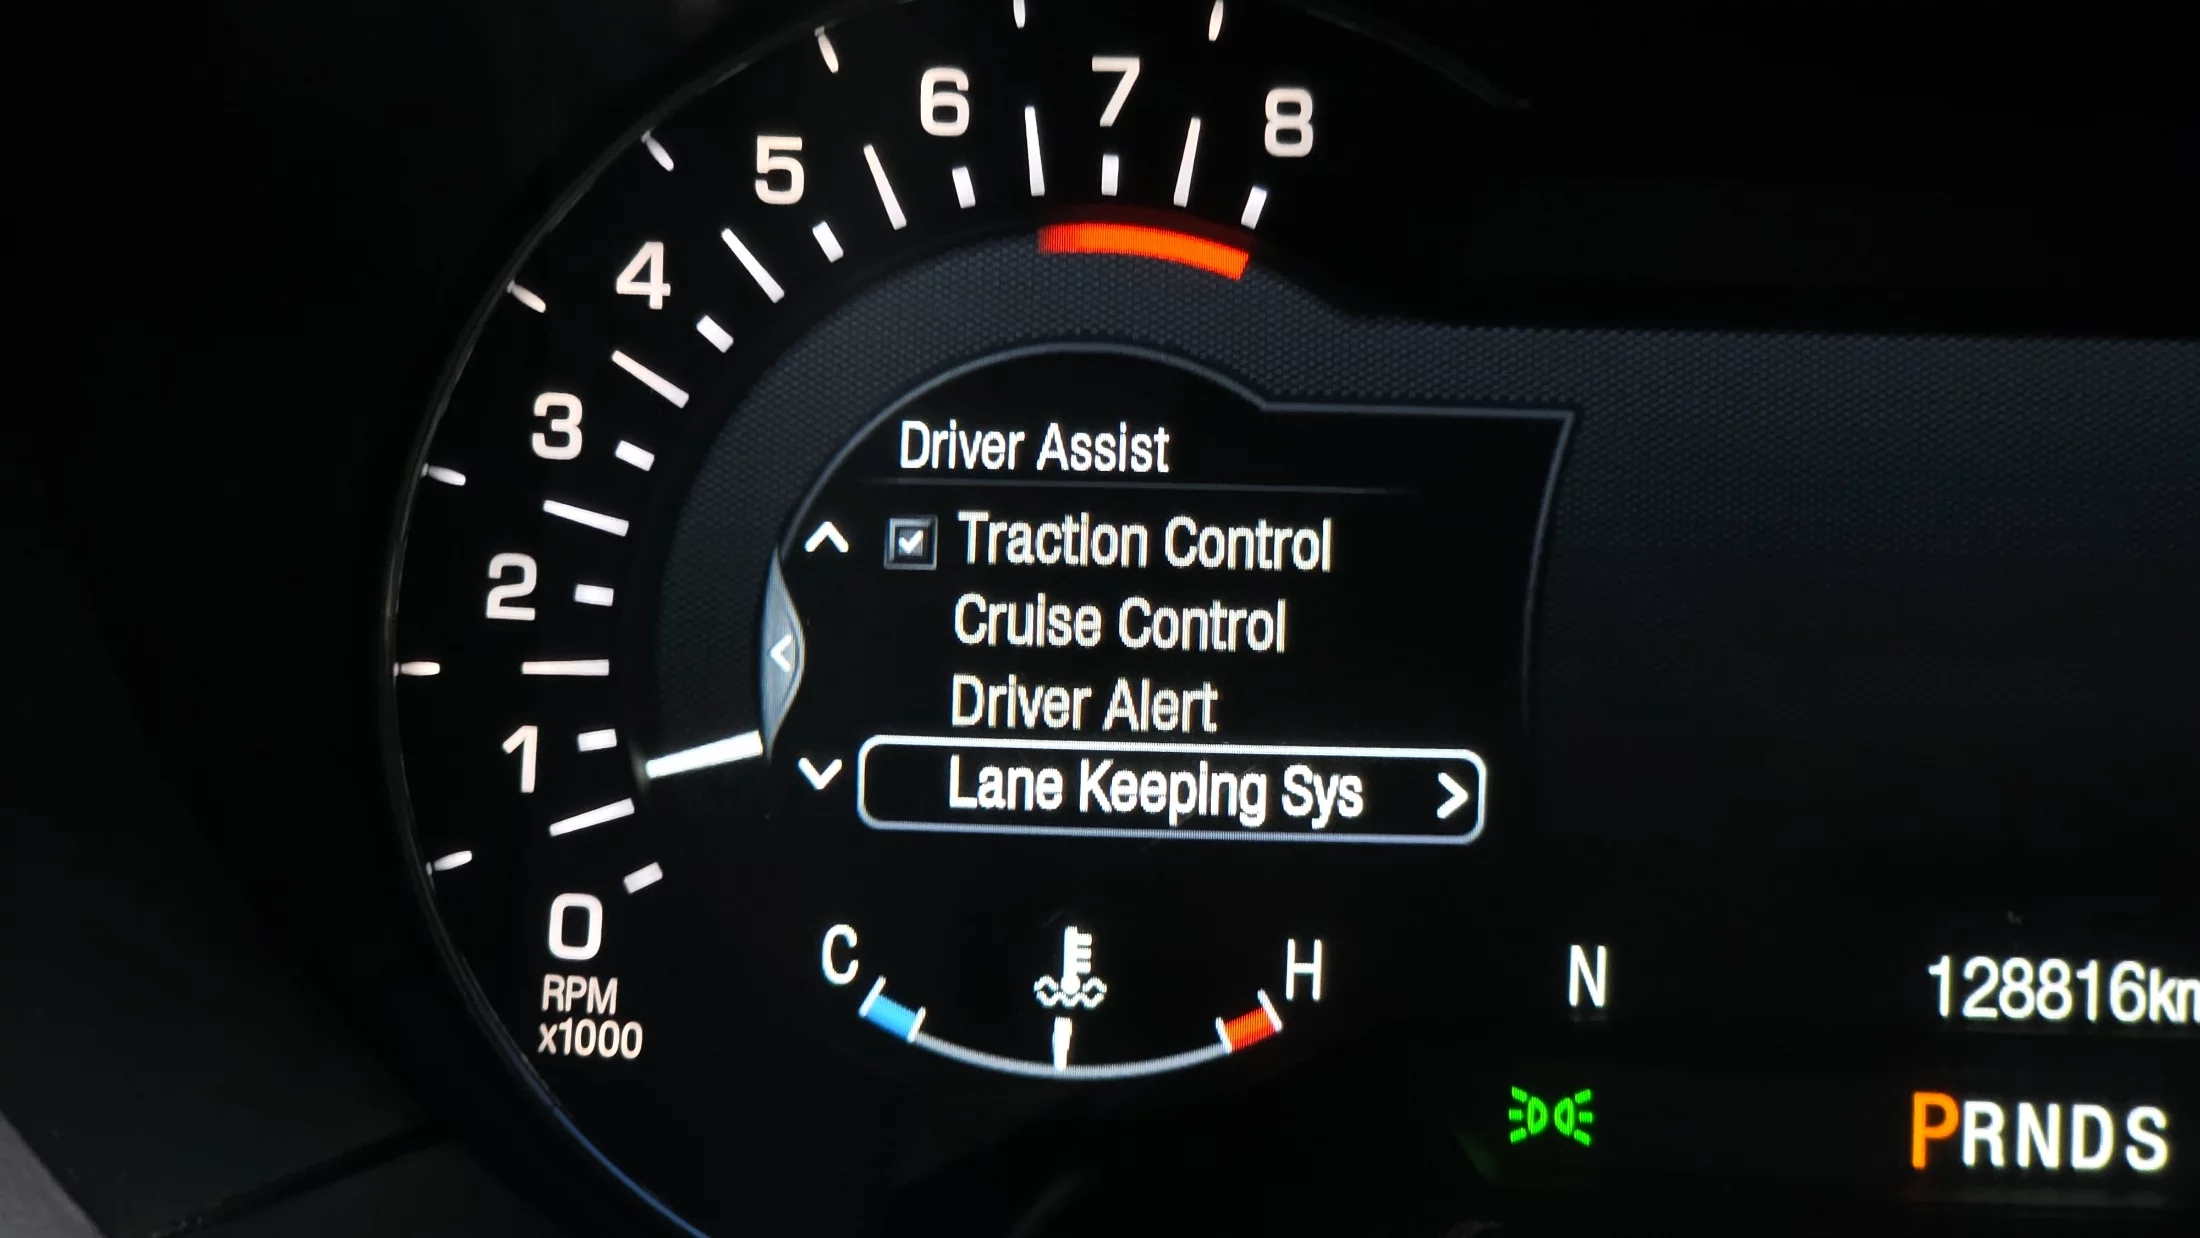 8
7
6
5
4
3
2
1
0
RPM
x1000
Driver Assist
Traction Control
Cruise Control
Driver Alert
Lane Keeping Sys
C
H
N
128816km
PRNDS